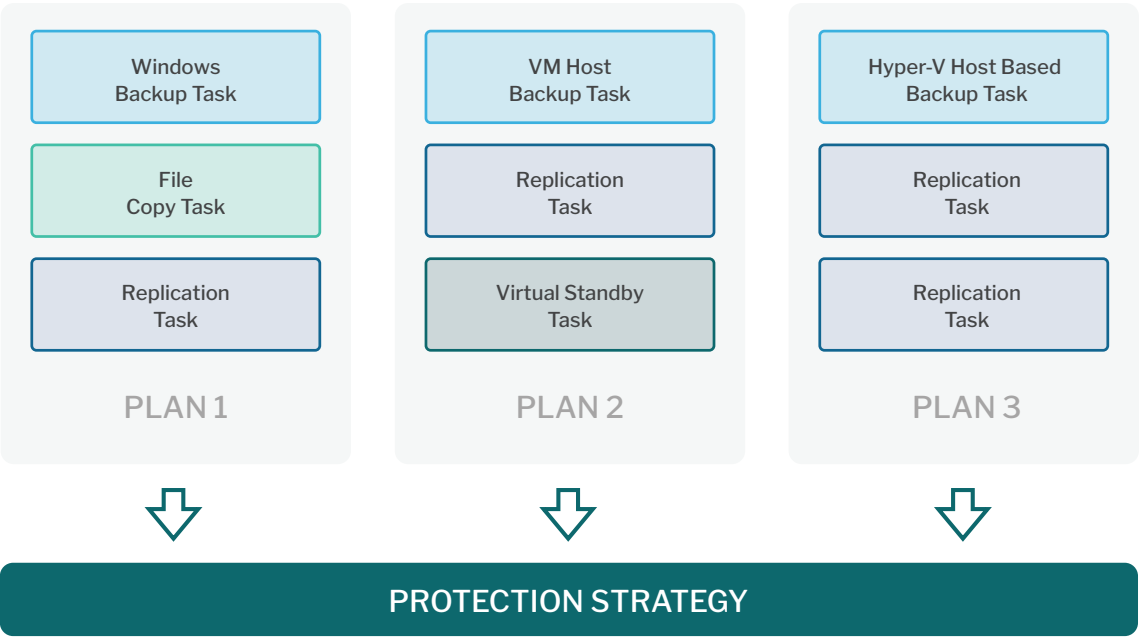 Windows
Backup Task
File
Copy Task
Replication
Task
PLAN 1
VM Host
Backup Task
Replication
Task
Virtual Standby
Task
PLAN 2
Hyper-V Host Based
Backup Task
Replication
Task
Replication
Task
PLAN 3
PROTECTION STRATEGY